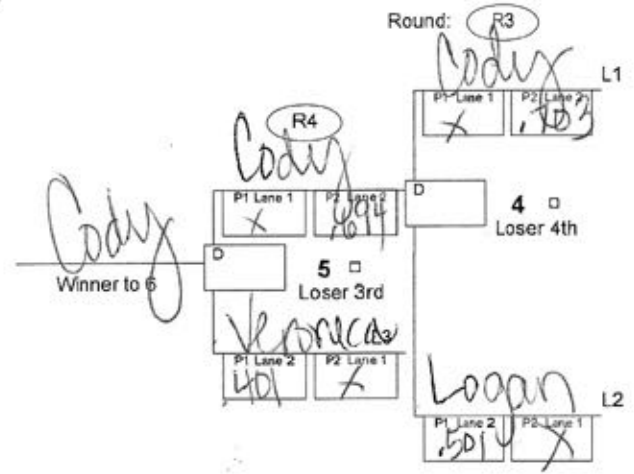 Round: R3
Cody L1
P1 Lane 1 P2 Lane 2
X .703
R4
Cody
P1 Lane 1 P2 Lane 2
X .694
D
4
Loser 4th
Cody
D
Winner to 6
5
Loser 3rd
Veronica L3
P1 Lane 2 P2 Lane 1
.401 X
Logan L2
P1 Lane 2 P2 Lane 1
X